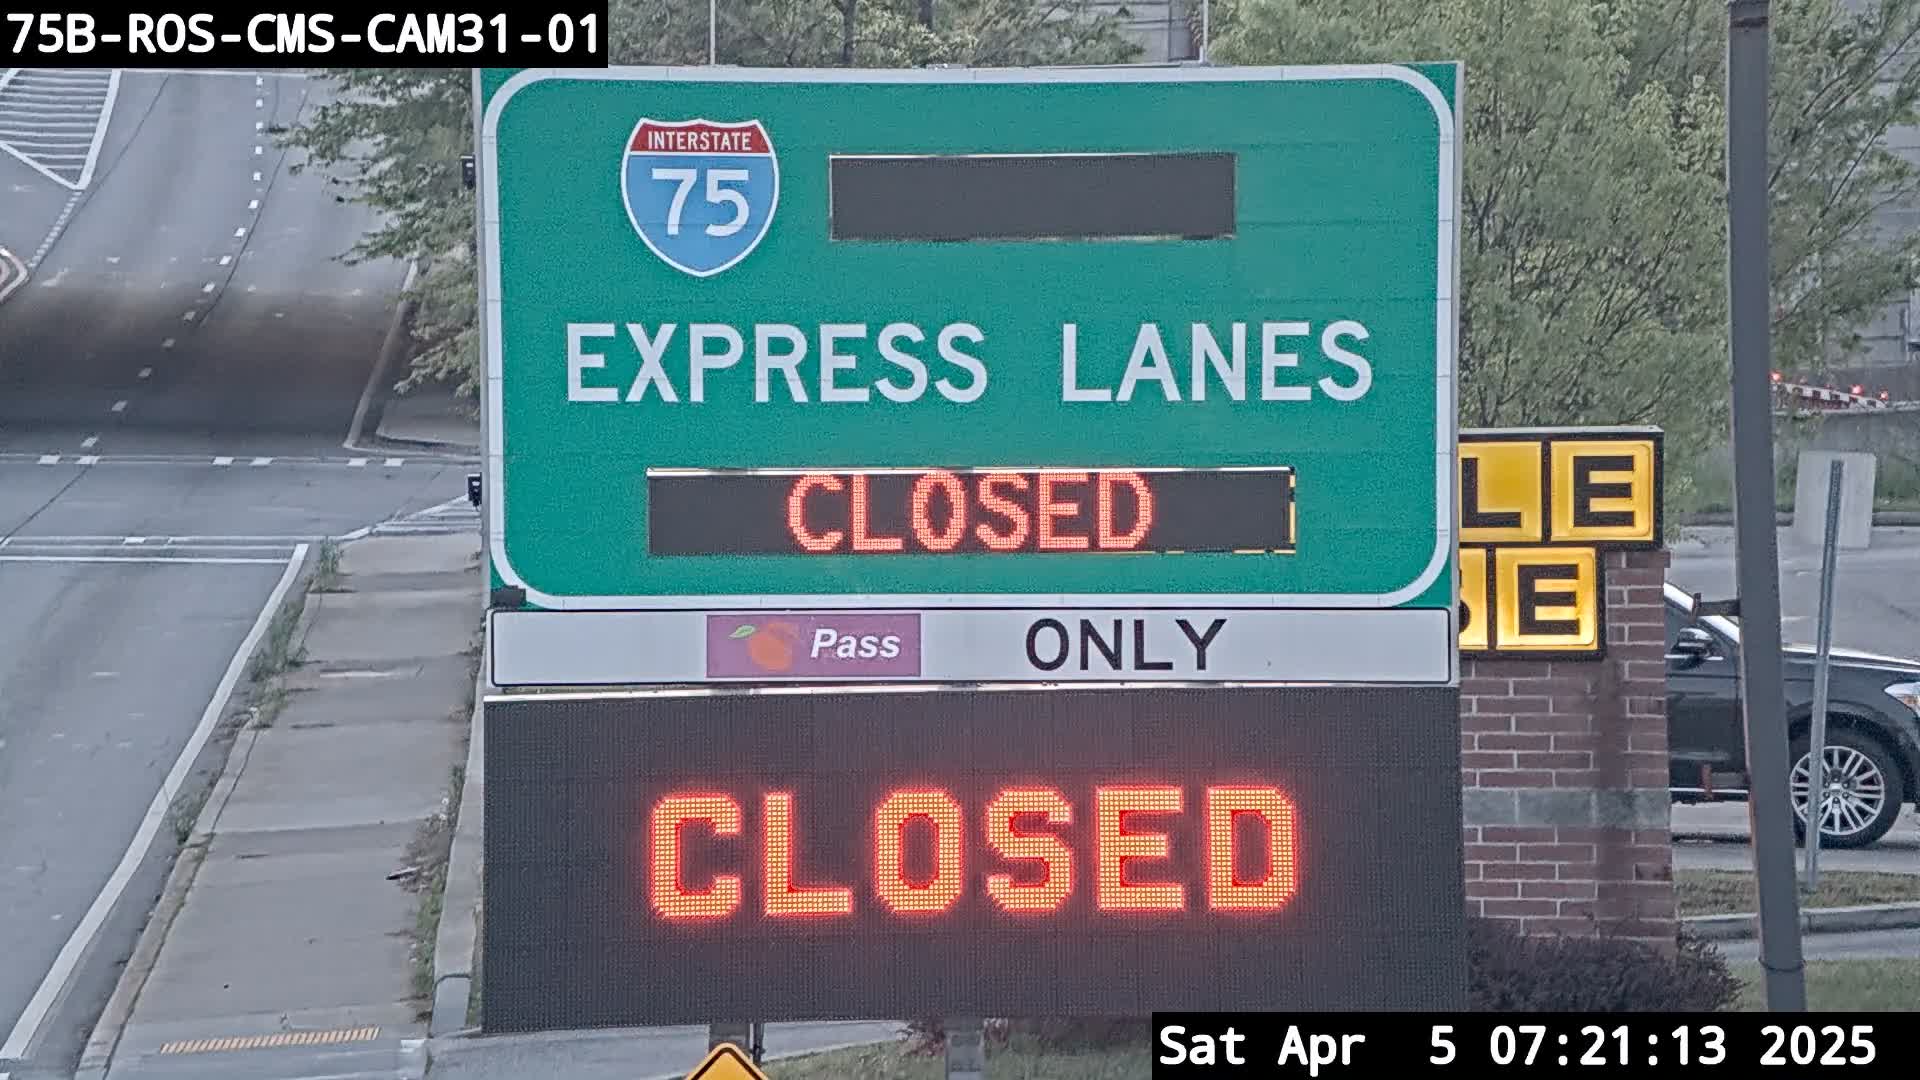 75B-ROS-CMS-CAM31-01
INTERSTATE
75
EXPRESS LANES
CLOSED
LE
Pass ONLY
E
CLOSED
Sat Apr 5 07:21:13 2025